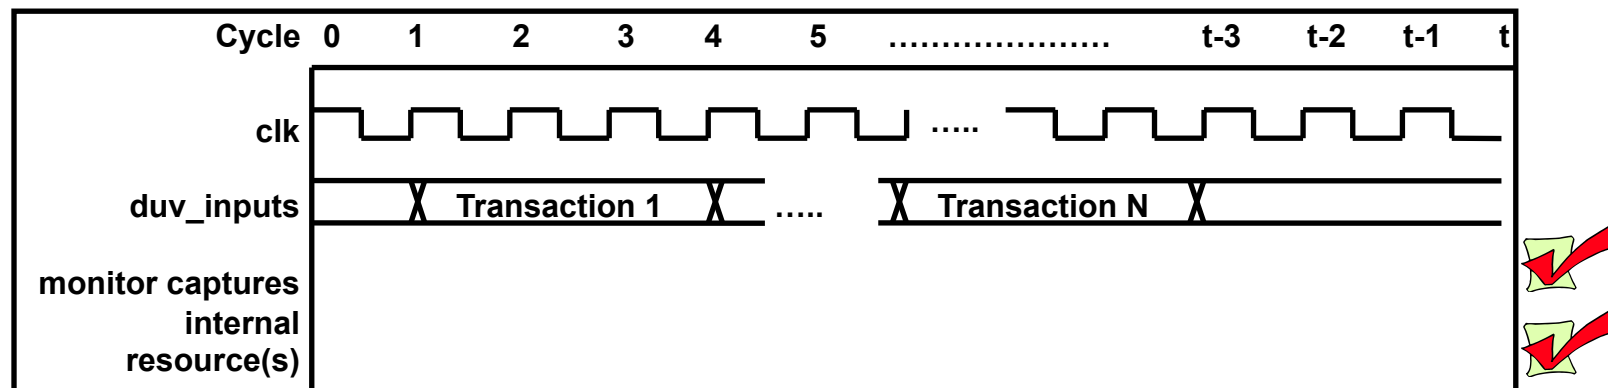 Cycle 0 1 2 3 4 5 ..................... t-3 t-2 t-1 t
clk .....
duv_inputs Transaction 1 ..... Transaction N
monitor captures
internal
resource(s)